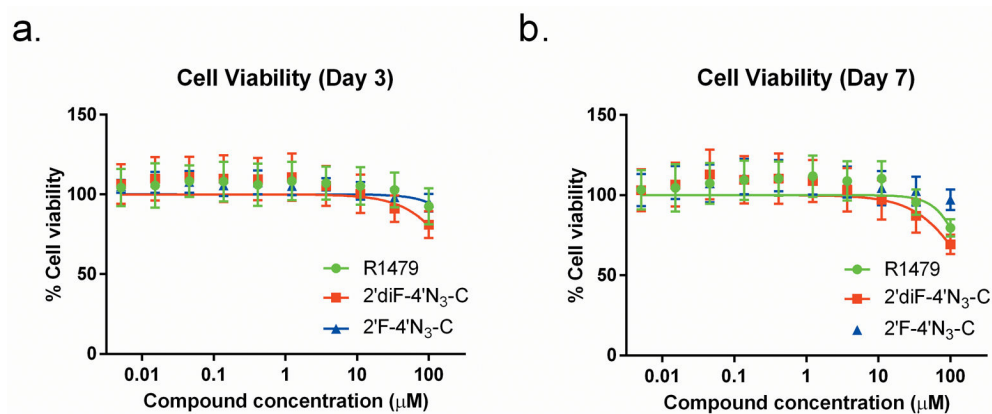 a.
Cell Viability (Day 3)
% Cell viability
150
100
50
0
R1479
2'diF-4'N₃-C
2'F-4'N₃-C
0.01 0.1 1 10 100
Compound concentration (μM)
b.
Cell Viability (Day 7)
% Cell viability
150
100
50
0
R1479
2'diF-4'N₃-C
2'F-4'N₃-C
0.01 0.1 1 10 100
Compound concentration (μM)